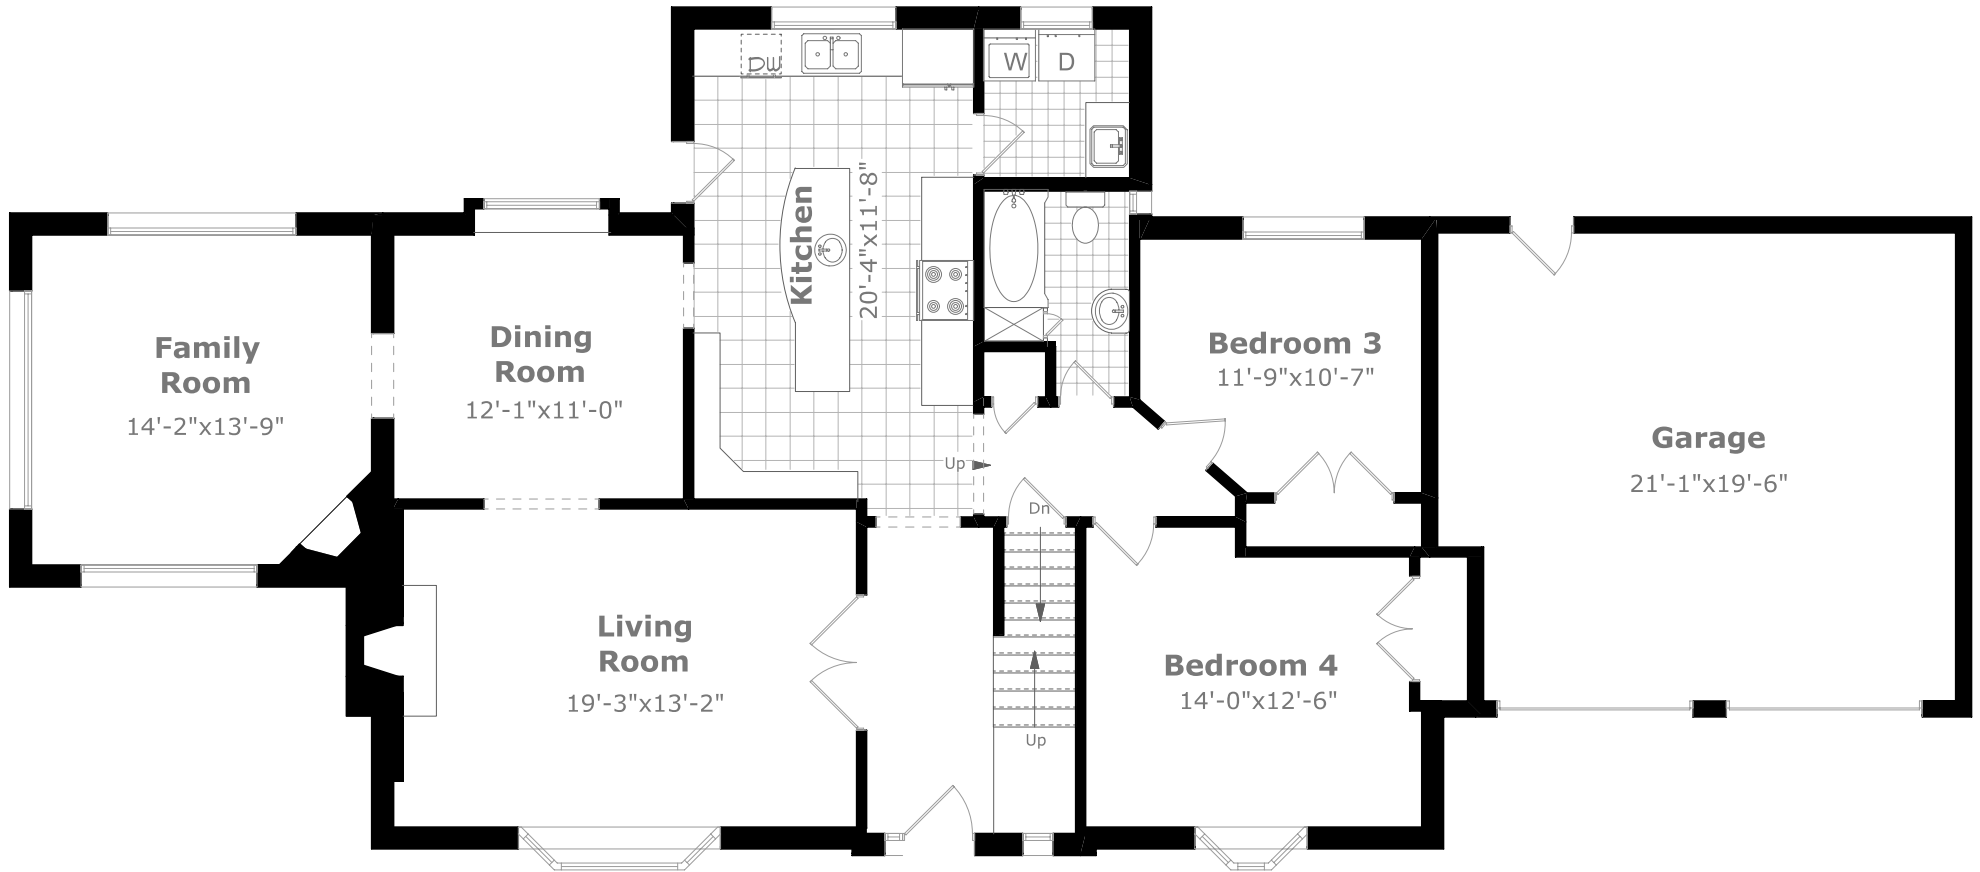 DW
W
D
Kitchen
20'-4"x11'-8"
Family
Room
14'-2"x13'-9"
Dining
Room
12'-1"x11'-0"
Bedroom 3
11'-9"x10'-7"
Garage
21'-1"x19'-6"
Up
Dn
Living
Room
19'-3"x13'-2"
Bedroom 4
14'-0"x12'-6"
Up